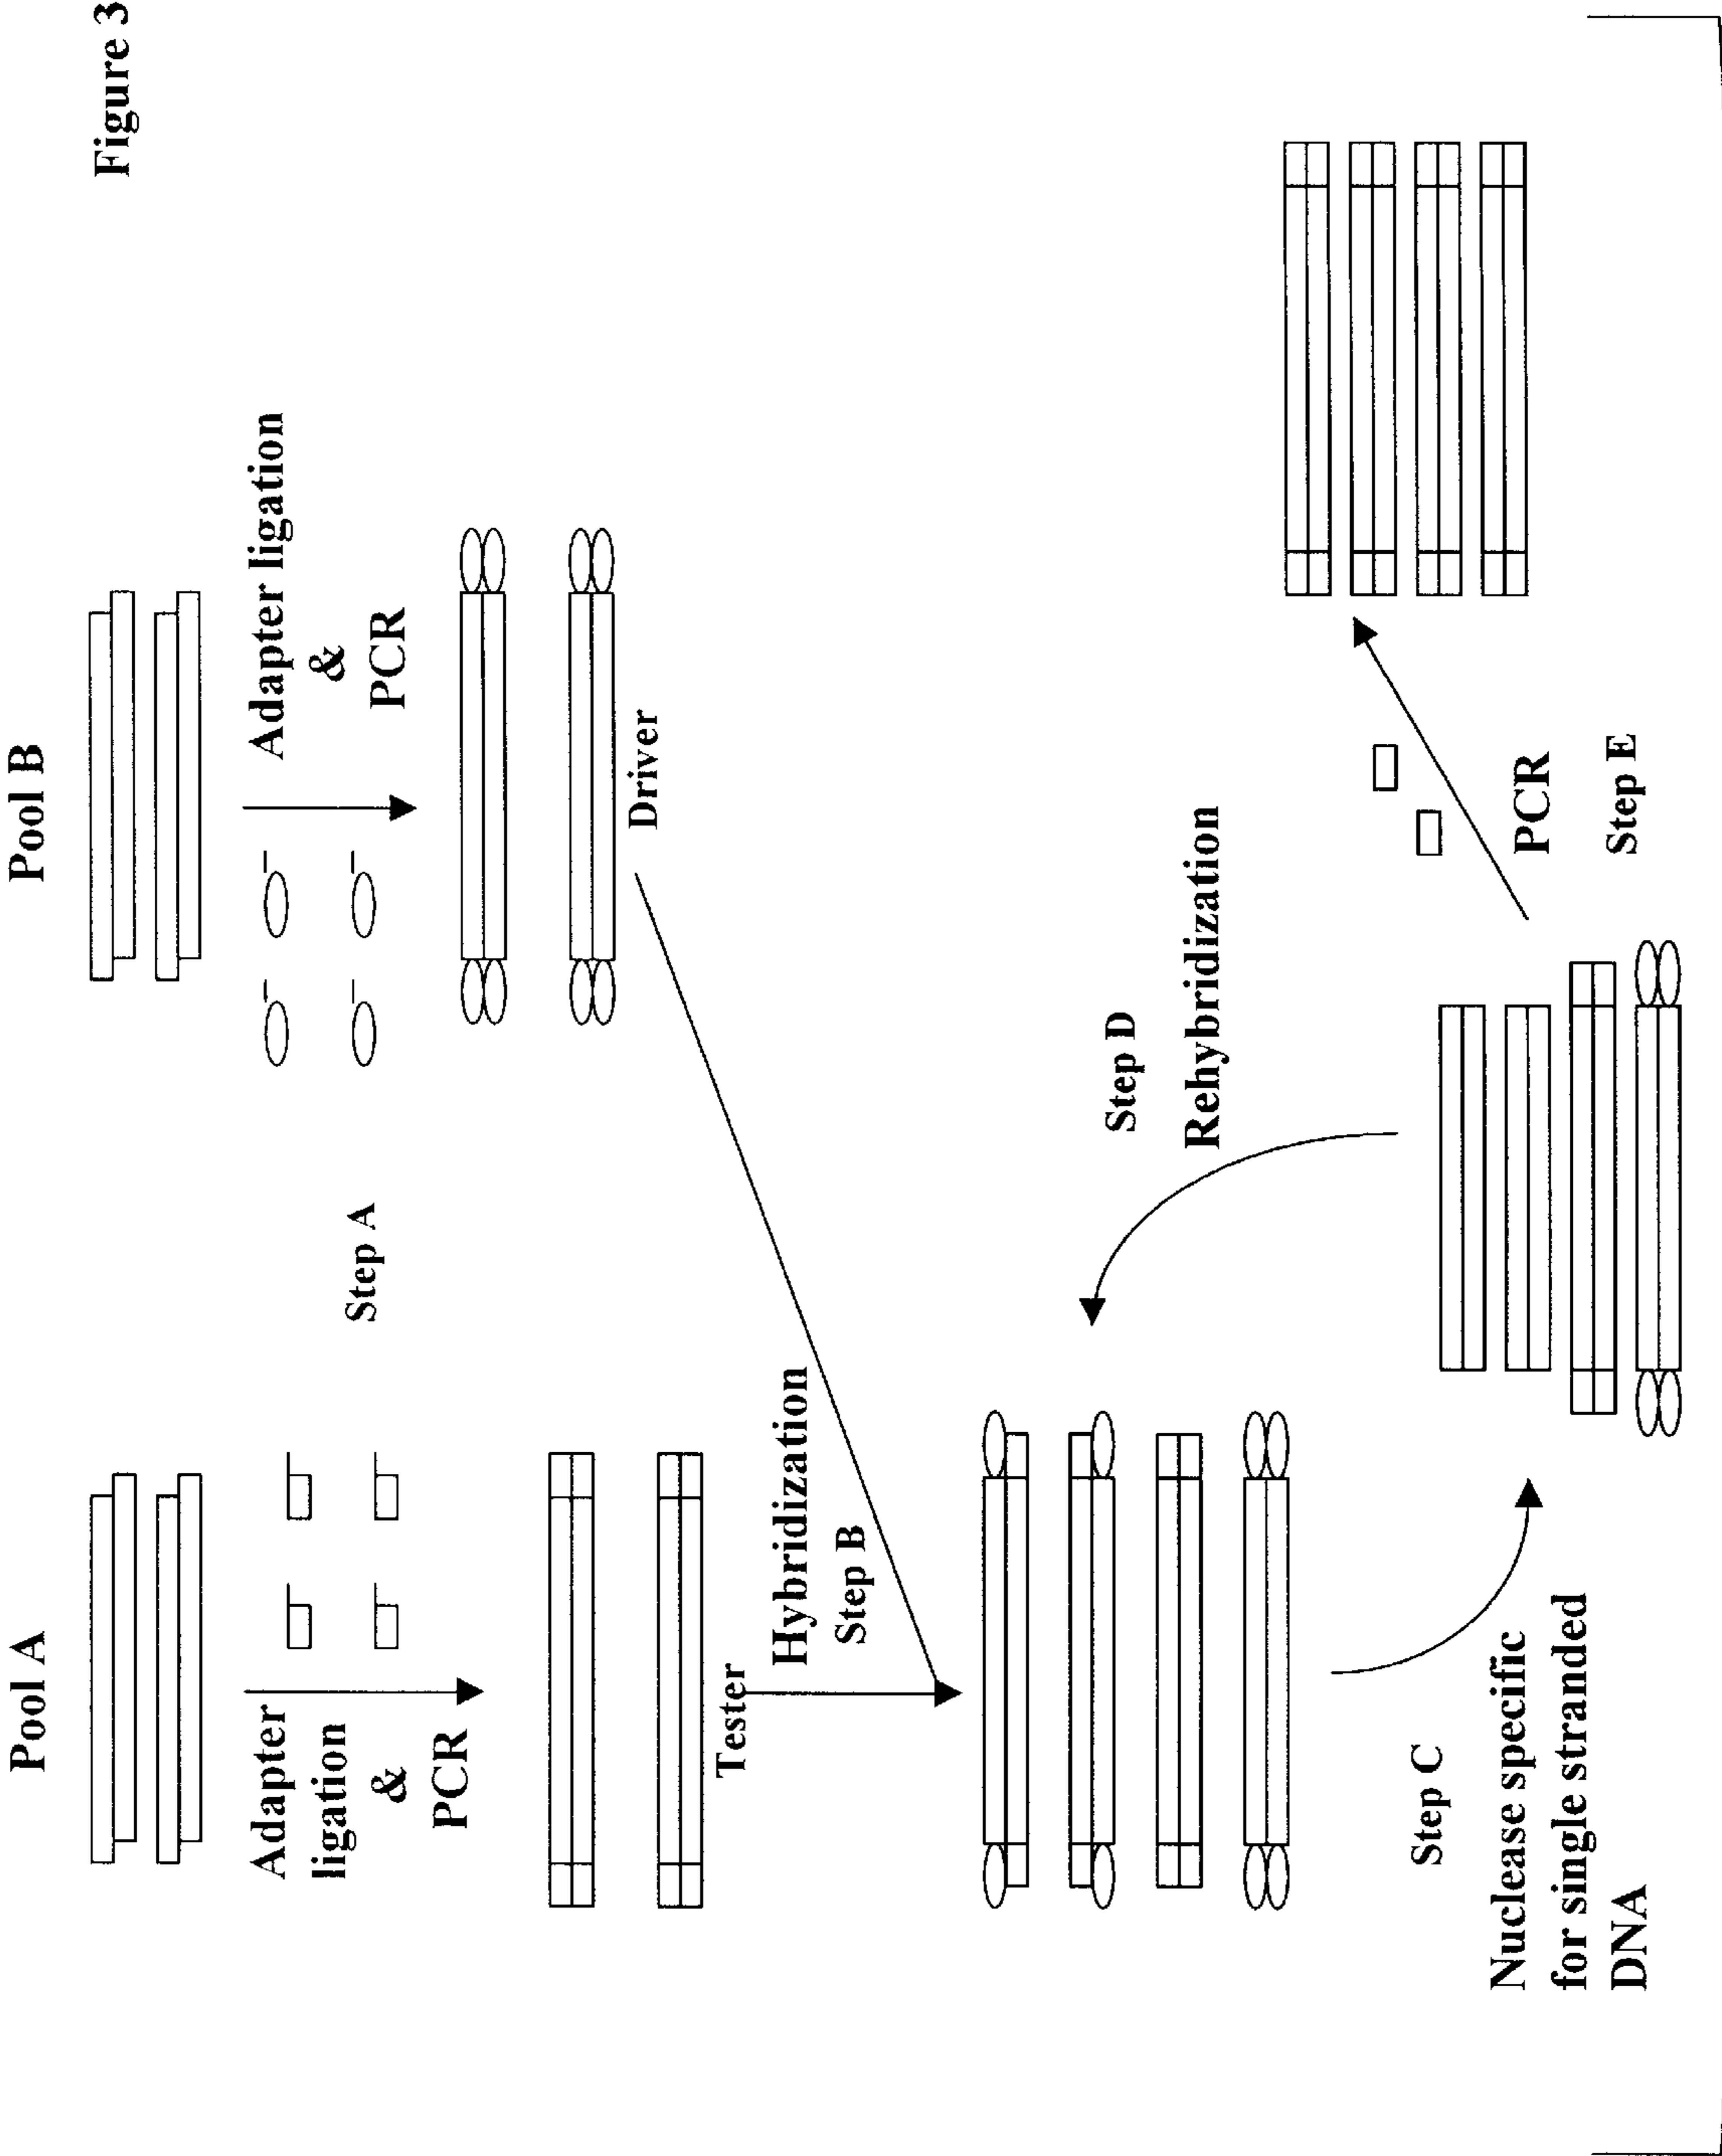 Figure 3
Pool A
Pool B
Adapter
ligation
&
PCR
Step A
Adapter ligation
&
PCR
Tester
Driver
Hybridization
Step B
Step C
Nuclease specific
for single stranded
DNA
Step D
Rehybridization
PCR
Step E